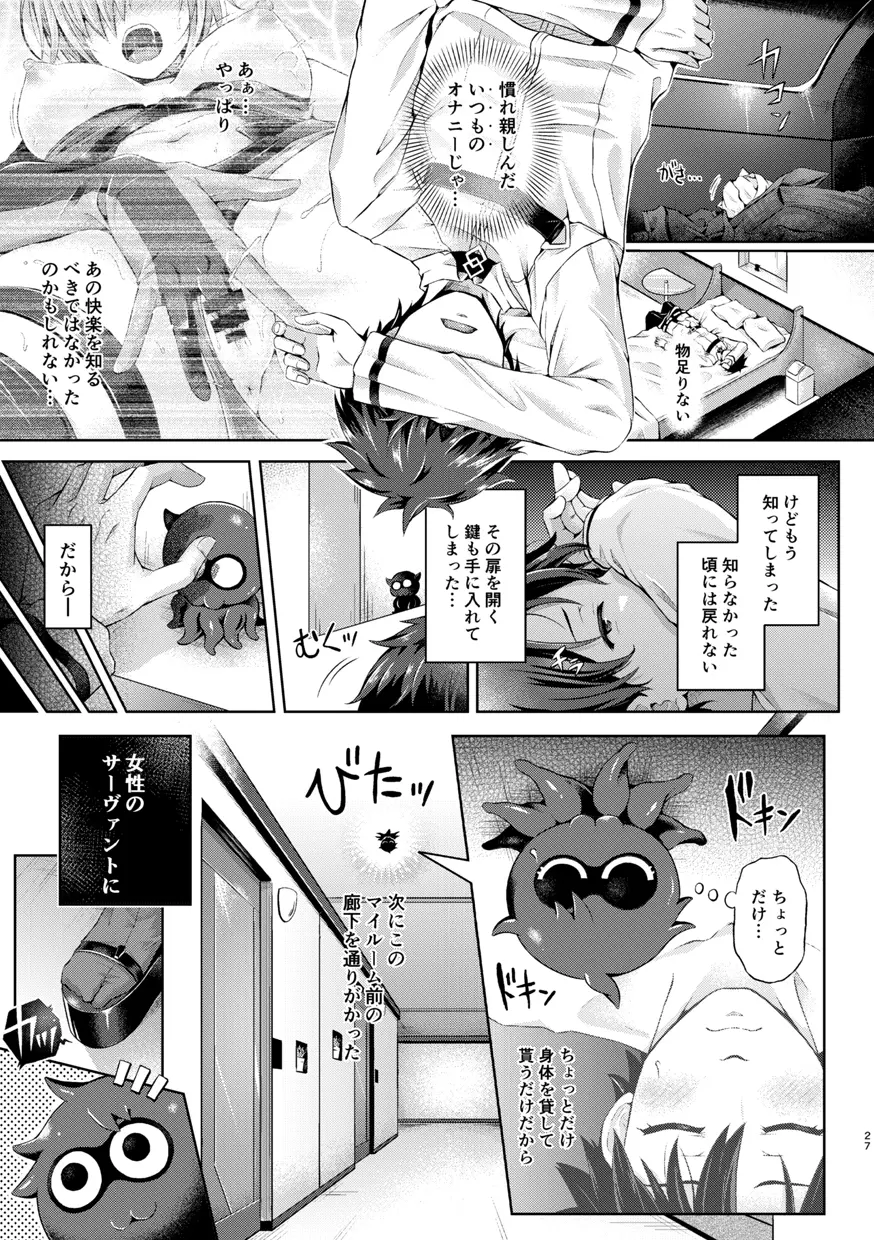 がさ…
物足りない
慣れ親しんだ
いつもの
オナニーじゃ…
あぁ…
やっぱり
あの快楽を知る
べきではなかった
のかもしれない…
けどもう
知ってしまった
知らなかった
頃には戻れない
チラ
その扉を開く
鍵も手に入れて
しまった…
むくッ
だからー
ドキン
ちょっと
だけ…
ドキン
ちょっとだけ
身体を貸して
貰うだけだから
びたッ
次にこの
マイルーム前の
廊下を通りがかった
女性の
サーヴァントに
カッ
27